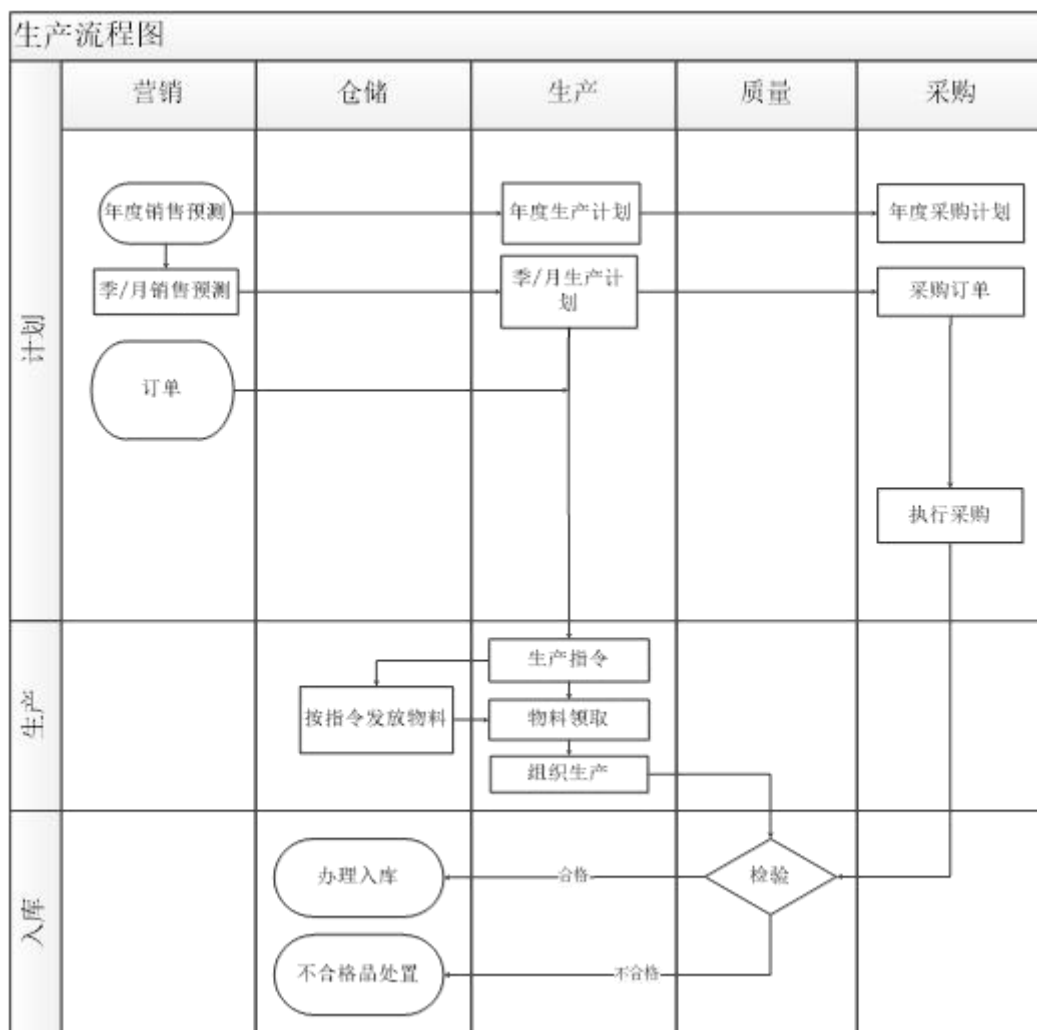 生产流程图
营销
仓储
生产
质量
采购
计划
年度销售预测
年度生产计划
年度采购计划
季/月销售预测
季/月生产计
划
采购订单
订单
执行采购
生产
生产指令
按指令发放物料
物料领取
组织生产
入库
办理入库
合格
检验
不合格品处置
不合格